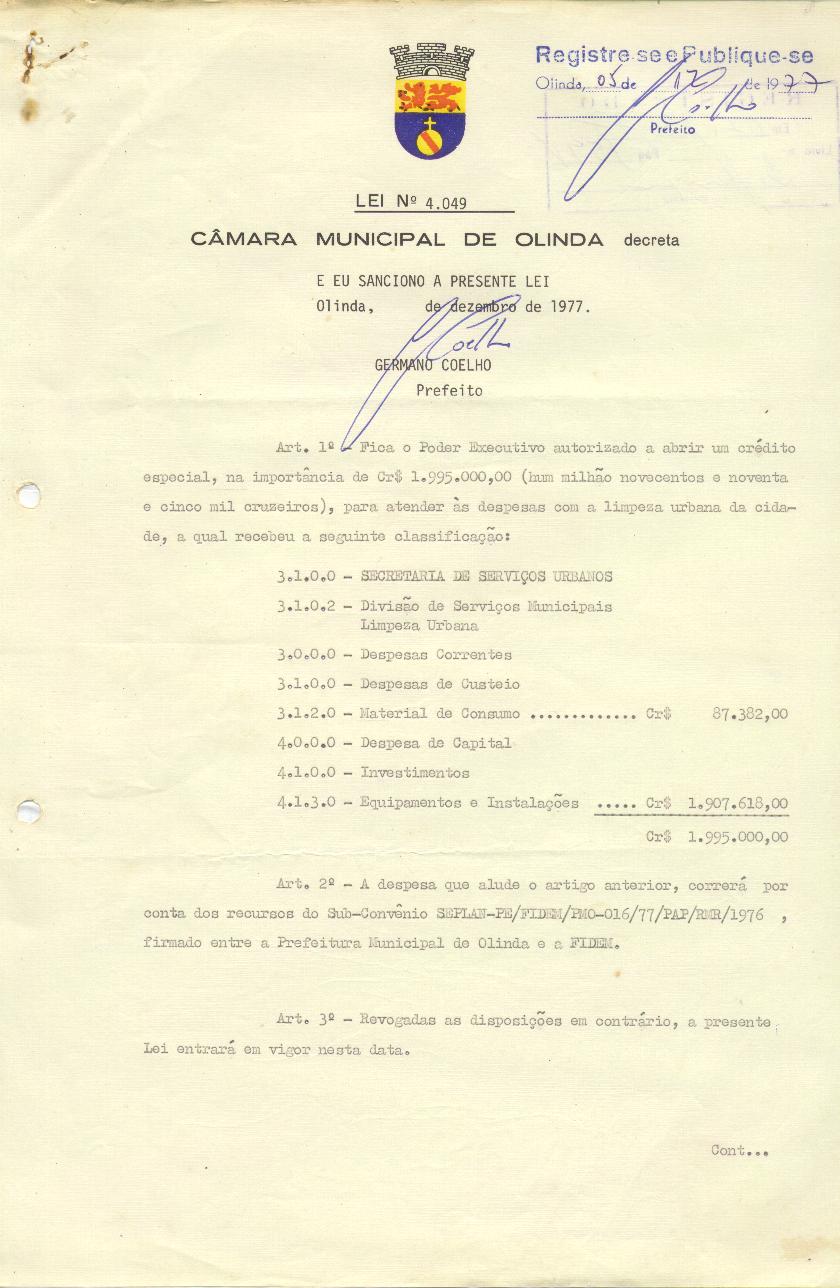 Registre-se e Publique-se
Olinda, 05 de de 1977
Coelho
Prefeito
LEI Nº 4.049
CÂMARA MUNICIPAL DE OLINDA decreta
E EU SANCIONO A PRESENTE LEI
Olinda, de dezembro de 1977.
Coelho
GERMANO COELHO
Prefeito
Art. 1º - Fica o Poder Executivo autorizado a abrir um crédito
especial, na importância de Cr$ 1.995.000,00 (hum milhão novecentos e noventa
e cinco mil cruzeiros), para atender às despesas com a limpeza urbana da cida-
de, a qual recebeu a seguinte classificação:
3.1.0.0 - SECRETARIA DE SERVIÇOS URBANOS
3.1.0.2 - Divisão de Serviços Municipais
Limpeza Urbana
3.0.0.0 - Despesas Correntes
3.1.0.0 - Despesas de Custeio
3.1.2.0 - Material de Consumo ............. Cr$ 87.382,00
4.0.0.0 - Despesa de Capital
4.1.0.0 - Investimentos
4.1.3.0 - Equipamentos e Instalações ..... Cr$ 1.907.618,00
Cr$ 1.995.000,00
Art. 2º - A despesa que alude o artigo anterior, correrá por
conta dos recursos do Sub-Convênio SEPLAN-PE/FIDEM/PMO-016/77/PAP/RMR/1976 ,
firmado entre a Prefeitura Municipal de Olinda e a FIDEM.
Art. 3º - Revogadas as disposições em contrário, a presente
Lei entrará em vigor nesta data.
Cont...